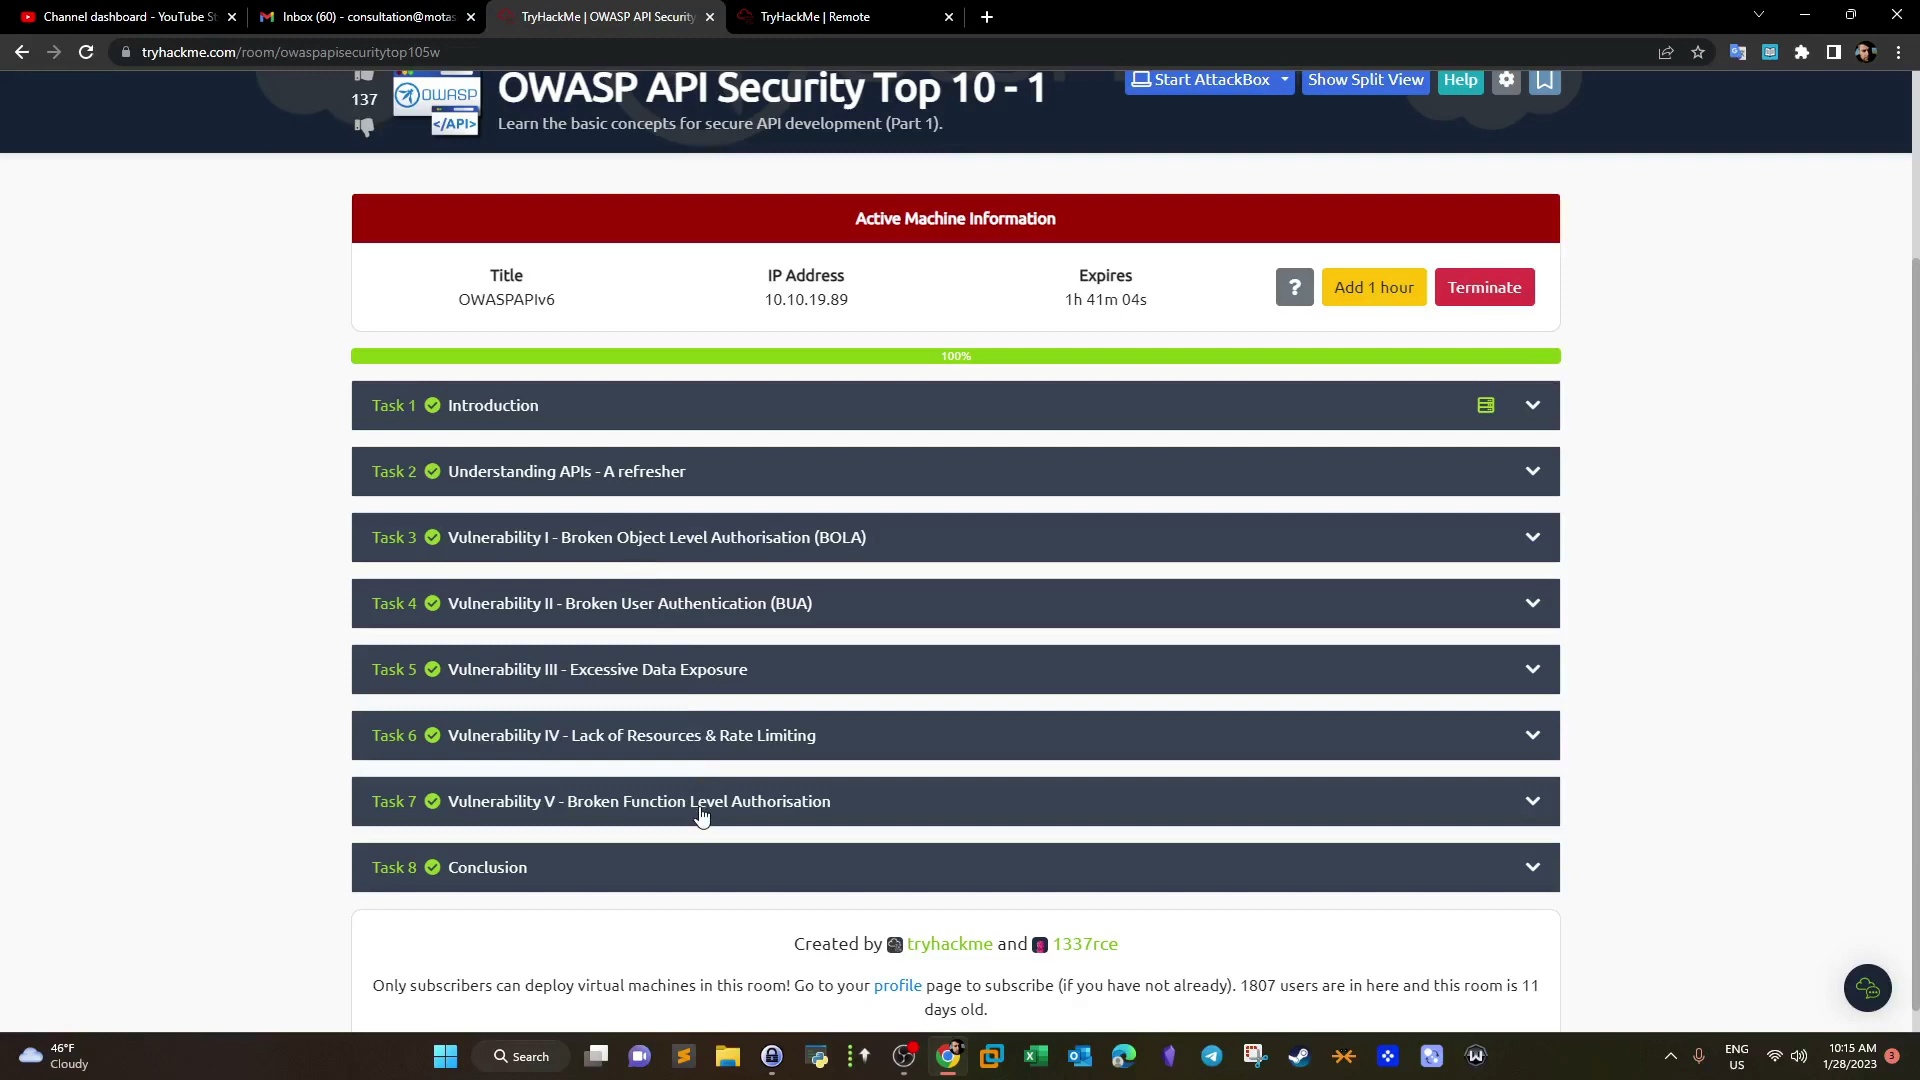 Channel dashboard - YouTube St
Inbox (60) - consultation@motas
TryHackMe | OWASP API Security
TryHackMe | Remote
tryhackme.com/room/owaspapisecuritytop105w
137
OWASP
</API>
OWASP API Security Top 10 - 1
Learn the basic concepts for secure API development (Part 1).
Start AttackBox
Show Split View
Help
Active Machine Information
Title
IP Address
Expires
OWASPAPIv6
10.10.19.89
1h 41m 04s
?
Add 1 hour
Terminate
100%
Task 1 Introduction
Task 2 Understanding APIs - A refresher
Task 3 Vulnerability I - Broken Object Level Authorisation (BOLA)
Task 4 Vulnerability II - Broken User Authentication (BUA)
Task 5 Vulnerability III - Excessive Data Exposure
Task 6 Vulnerability IV - Lack of Resources & Rate Limiting
Task 7 Vulnerability V - Broken Function Level Authorisation
Task 8 Conclusion
Created by tryhackme and 1337rce
Only subscribers can deploy virtual machines in this room! Go to your profile page to subscribe (if you have not already). 1807 users are in here and this room is 11
days old.
46°F
Cloudy
Search
ENG
US
10:15 AM
1/28/2023
3